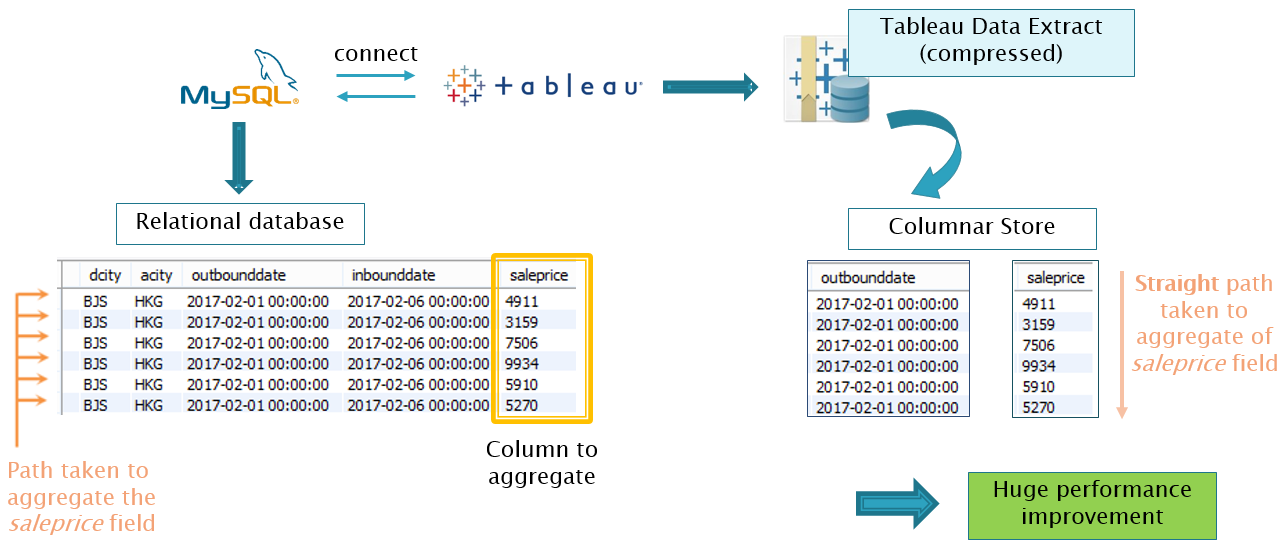 Tableau Data Extract
(compressed)
connect
MySQL®
+ableau®
Relational database
Columnar Store
dcity acity outbounddate inbounddate saleprice
BJS HKG 2017-02-01 00:00:00 2017-02-06 00:00:00 4911
BJS HKG 2017-02-01 00:00:00 2017-02-06 00:00:00 3159
BJS HKG 2017-02-01 00:00:00 2017-02-06 00:00:00 7506
BJS HKG 2017-02-01 00:00:00 2017-02-06 00:00:00 9934
BJS HKG 2017-02-01 00:00:00 2017-02-06 00:00:00 5910
BJS HKG 2017-02-01 00:00:00 2017-02-06 00:00:00 5270
outbounddate saleprice
2017-02-01 00:00:00 4911
2017-02-01 00:00:00 3159
2017-02-01 00:00:00 7506
2017-02-01 00:00:00 9934
2017-02-01 00:00:00 5910
2017-02-01 00:00:00 5270
Straight path
taken to
aggregate of
saleprice field
Column to
aggregate
Path taken to
aggregate the
saleprice field
Huge performance
improvement